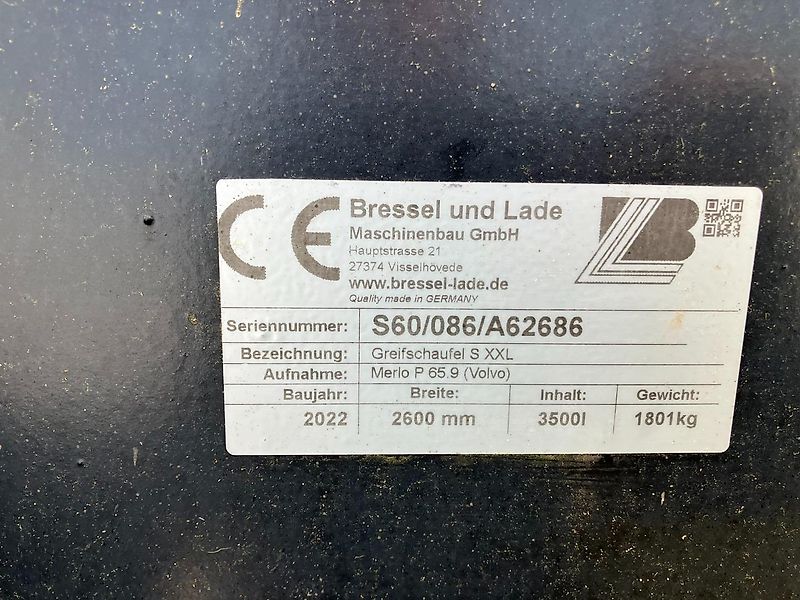 CE
Bressel und Lade
Maschinenbau GmbH
Hauptstrasse 21
27374 Visselhövede
www.bressel-lade.de
Quality made in GERMANY
LB
Seriennummer: S60/086/A62686
Bezeichnung: Greifschaufel S XXL
Aufnahme: Merlo P 65.9 (Volvo)
Baujahr: Breite: Inhalt: Gewicht:
2022 2600 mm 3500l 1801kg